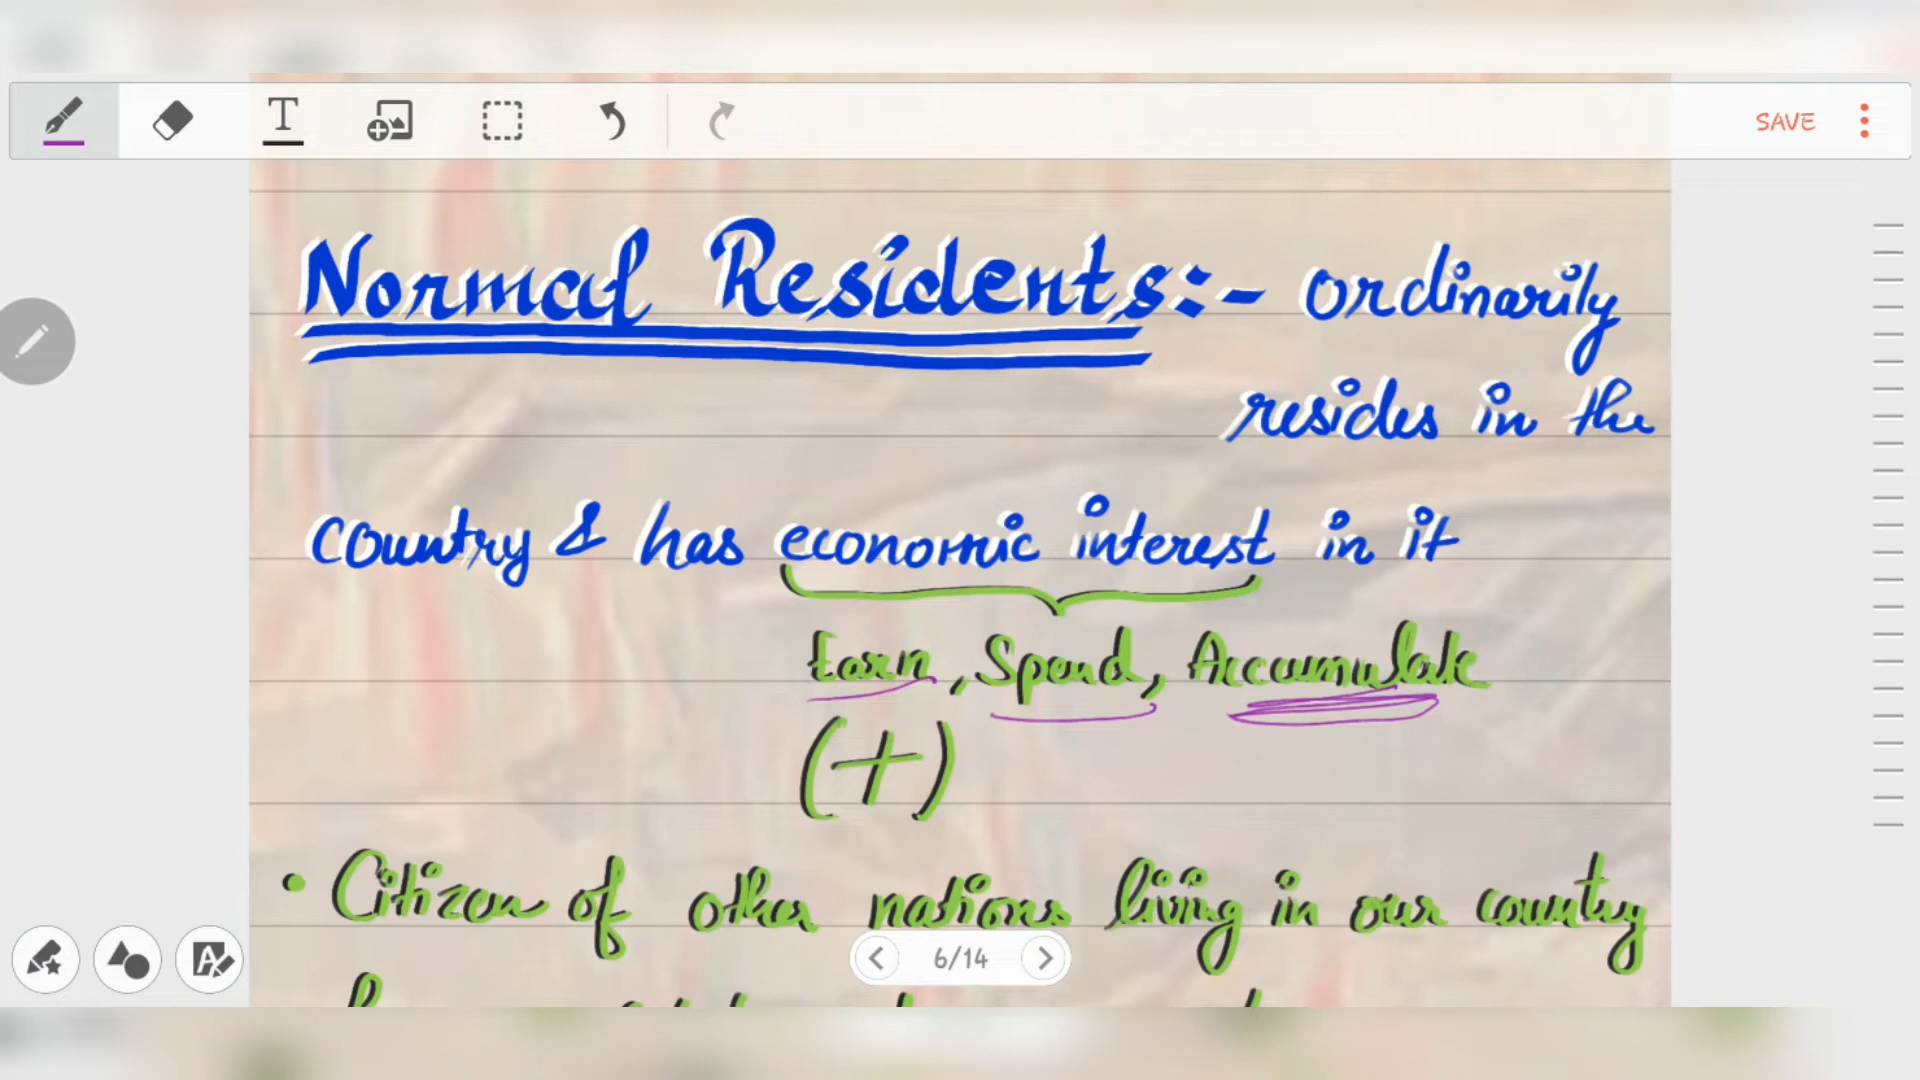 T
SAVE
Normal Residents:- Ordinarily
resides in the
Country & has economic interest in it
Earn, Spend, Accumulate
(+)
• Citizen of other nations living in our country
6/14